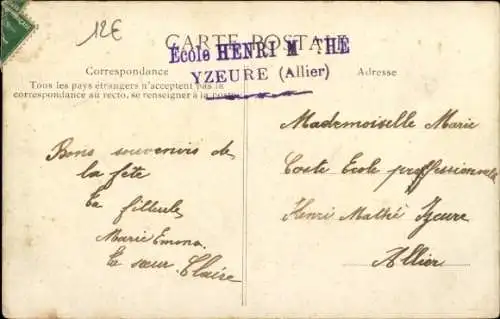 12€
CARTE POSTALE
École HENRI M THE
YZEURE (Allier)
Correspondance
Adresse
Tous les pays étrangers n'acceptent pas la
correspondance au recto, se renseigner à la poste
Bons souvenirs de
la fête
Ta filleule
Marie Emma
Ta sœur Claire
Mademoiselle Marie
Coste École professionnelle
Henri Mathé Yzeure
Allier